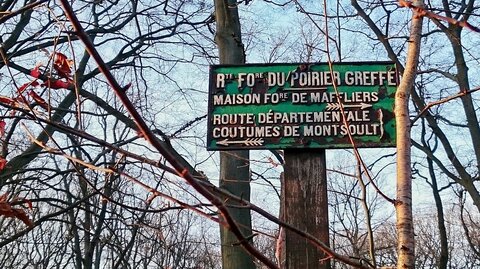 RTE FORE DU POIRIER GREFFÉ
MAISON FORE DE MAFFLIERS
ROUTE DÉPARTEMENTALE
COUTUMES DE MONTSOULT